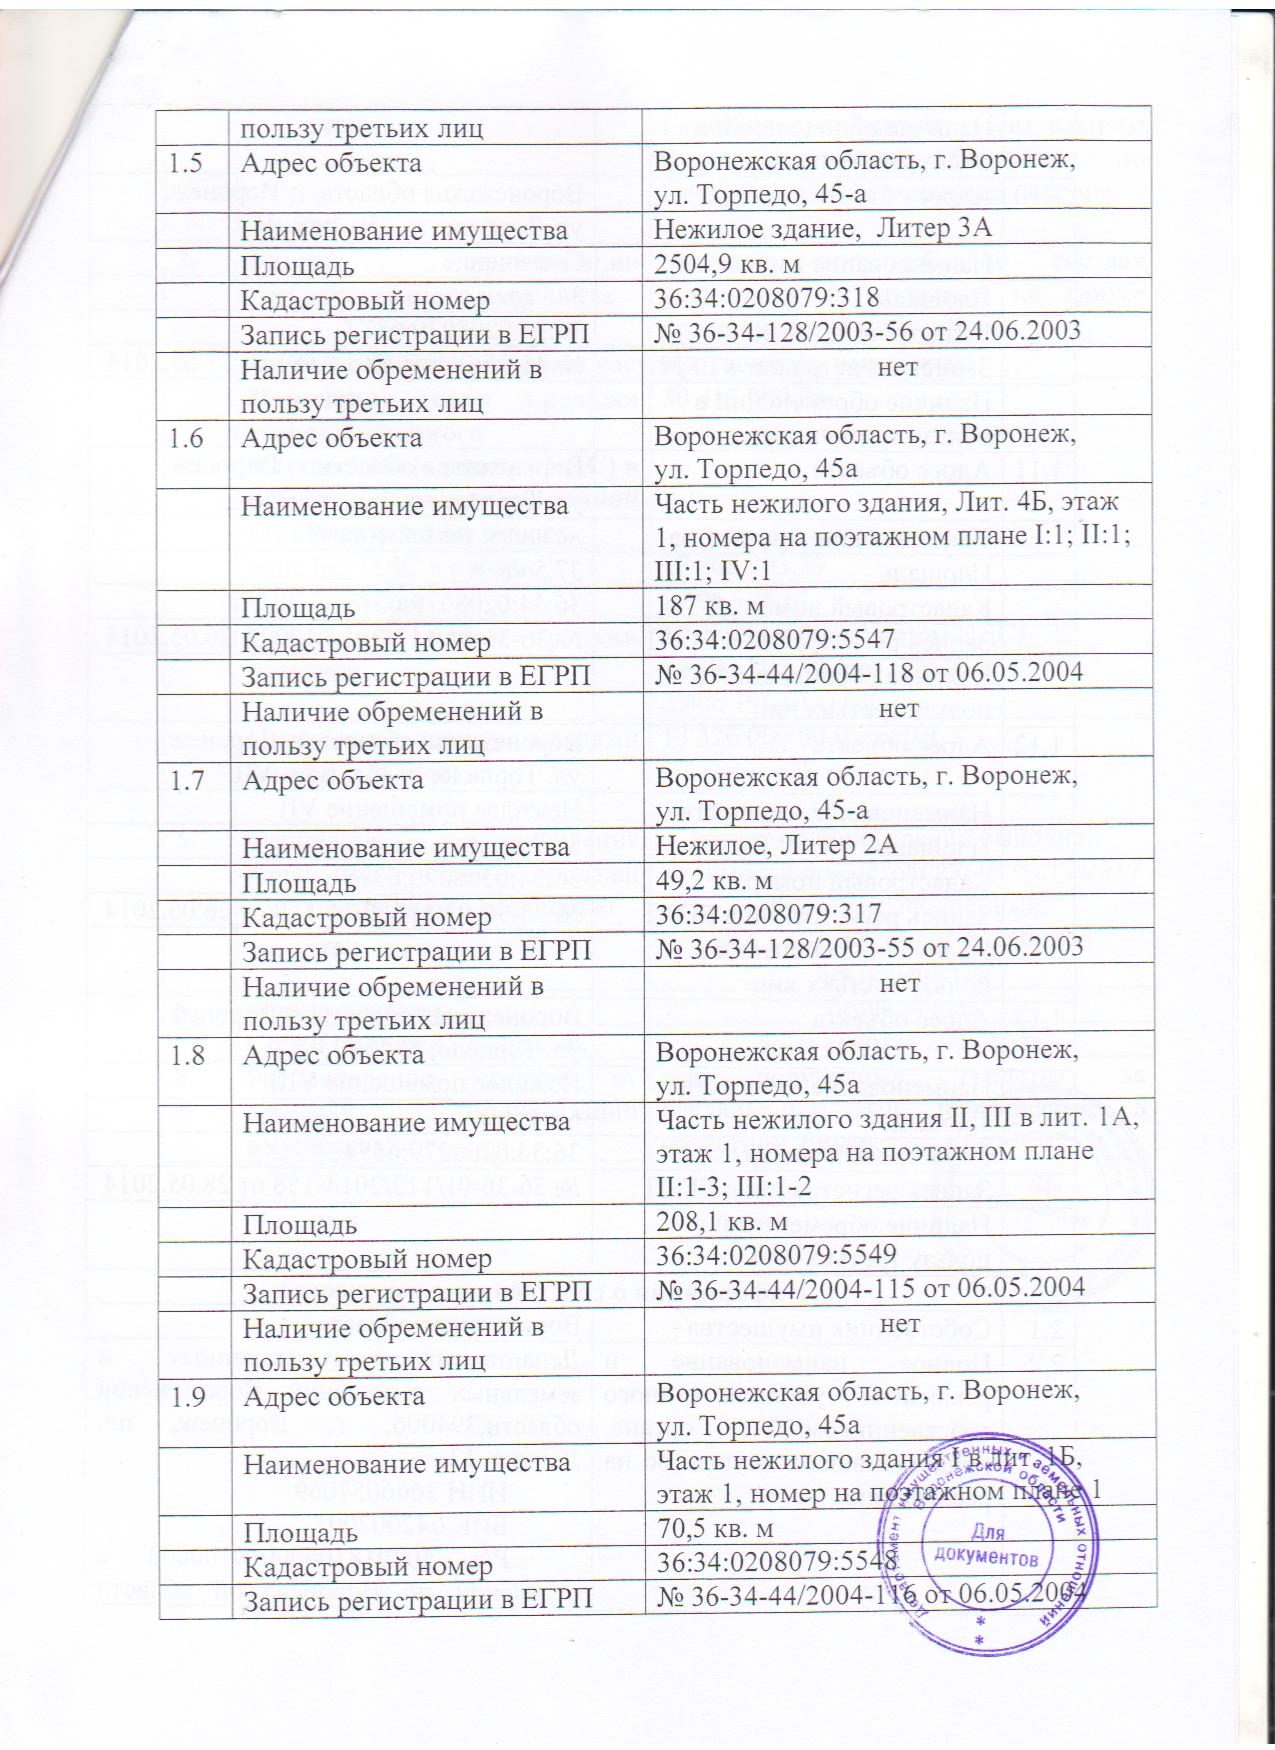 пользу третьих лиц
1.5 Адрес объекта Воронежская область, г. Воронеж,
ул. Торпедо, 45-а
Наименование имущества Нежилое здание, Литер 3А
Площадь 2504,9 кв. м
Кадастровый номер 36:34:0208079:318
Запись регистрации в ЕГРП № 36-34-128/2003-56 от 24.06.2003
Наличие обременений в нет
пользу третьих лиц
1.6 Адрес объекта Воронежская область, г. Воронеж,
ул. Торпедо, 45а
Наименование имущества Часть нежилого здания, Лит. 4Б, этаж
1, номера на поэтажном плане I:1; II:1;
III:1; IV:1
Площадь 187 кв. м
Кадастровый номер 36:34:0208079:5547
Запись регистрации в ЕГРП № 36-34-44/2004-118 от 06.05.2004
Наличие обременений в нет
пользу третьих лиц
1.7 Адрес объекта Воронежская область, г. Воронеж,
ул. Торпедо, 45-а
Наименование имущества Нежилое, Литер 2А
Площадь 49,2 кв. м
Кадастровый номер 36:34:0208079:317
Запись регистрации в ЕГРП № 36-34-128/2003-55 от 24.06.2003
Наличие обременений в нет
пользу третьих лиц
1.8 Адрес объекта Воронежская область, г. Воронеж,
ул. Торпедо, 45а
Наименование имущества Часть нежилого здания II, III в лит. 1А,
этаж 1, номера на поэтажном плане
II:1-3; III:1-2
Площадь 208,1 кв. м
Кадастровый номер 36:34:0208079:5549
Запись регистрации в ЕГРП № 36-34-44/2004-115 от 06.05.2004
Наличие обременений в нет
пользу третьих лиц
1.9 Адрес объекта Воронежская область, г. Воронеж,
ул. Торпедо, 45а
Наименование имущества Часть нежилого здания I в лит. 1Б,
этаж 1, номер на поэтажном плане 1
Площадь 70,5 кв. м
Кадастровый номер 36:34:0208079:5548
Запись регистрации в ЕГРП № 36-34-44/2004-116 от 06.05.2004
Департамент имущественных и земельных отношений
Воронежской области
Для
документов
*
*